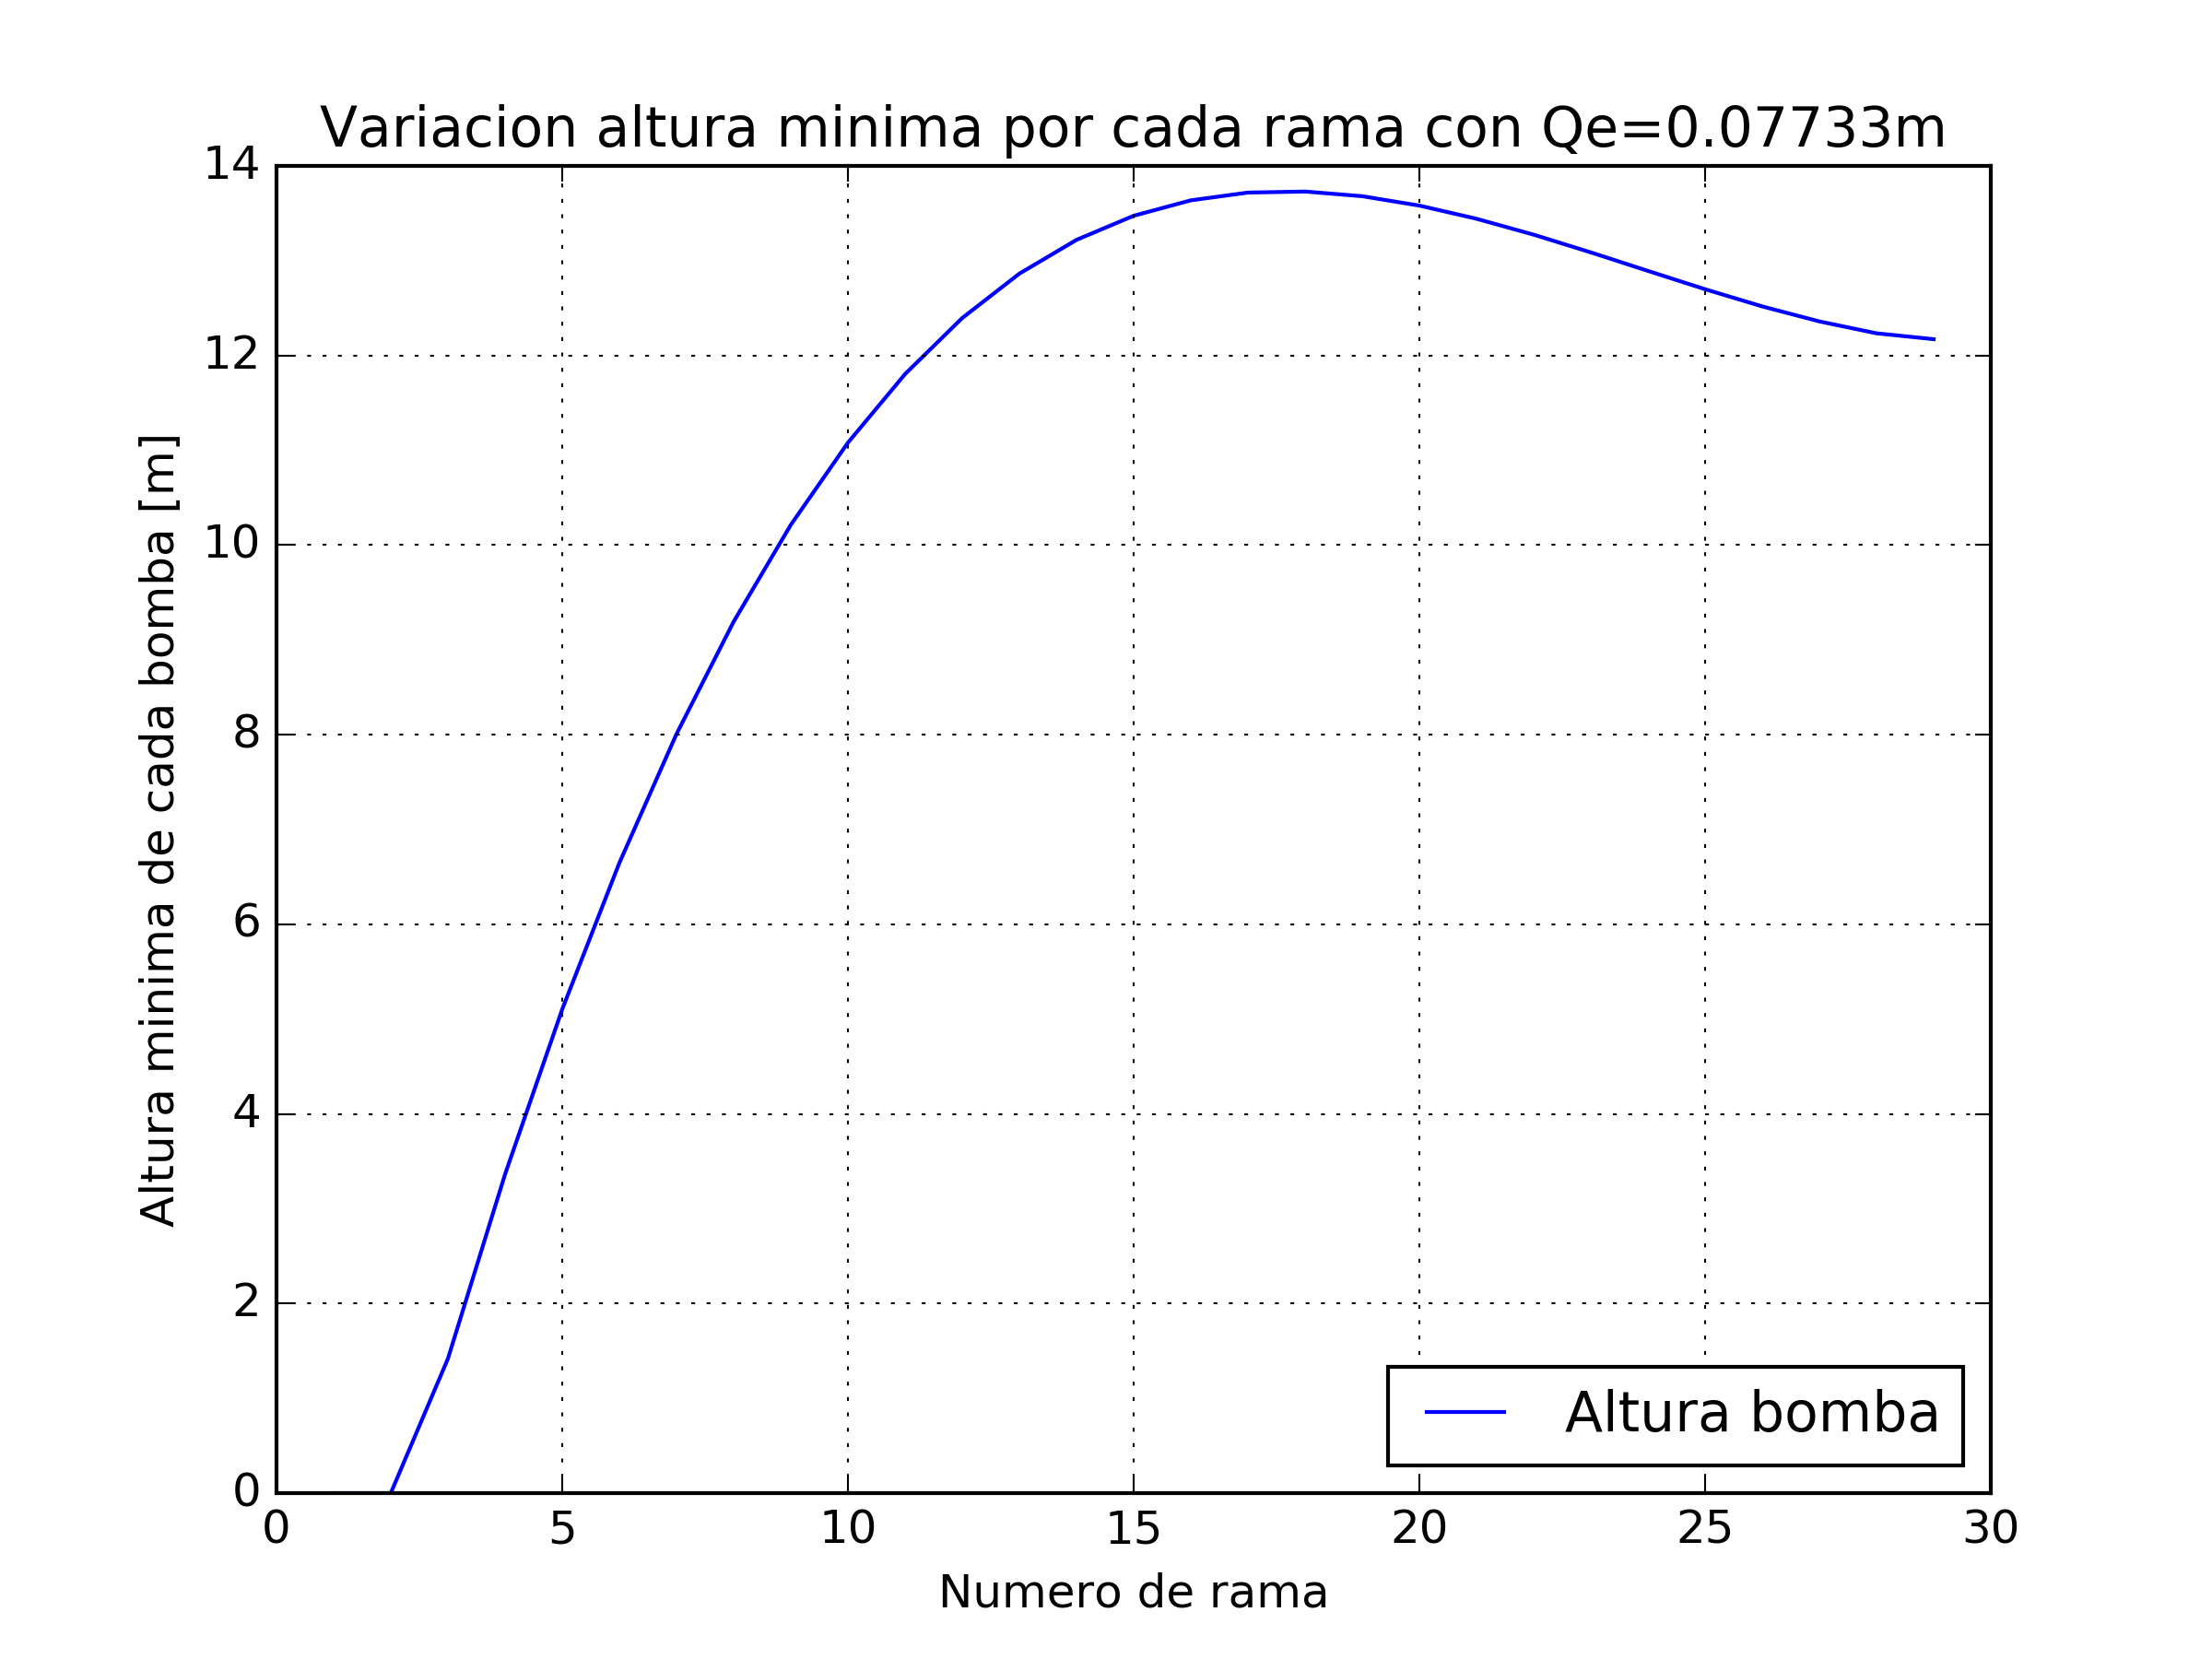 Variacion altura minima por cada rama con Qe=0.07733m
14
12
10
8
6
4
2
0
Altura minima de cada bomba [m]
Altura bomba
0 5 10 15 20 25 30
Numero de rama